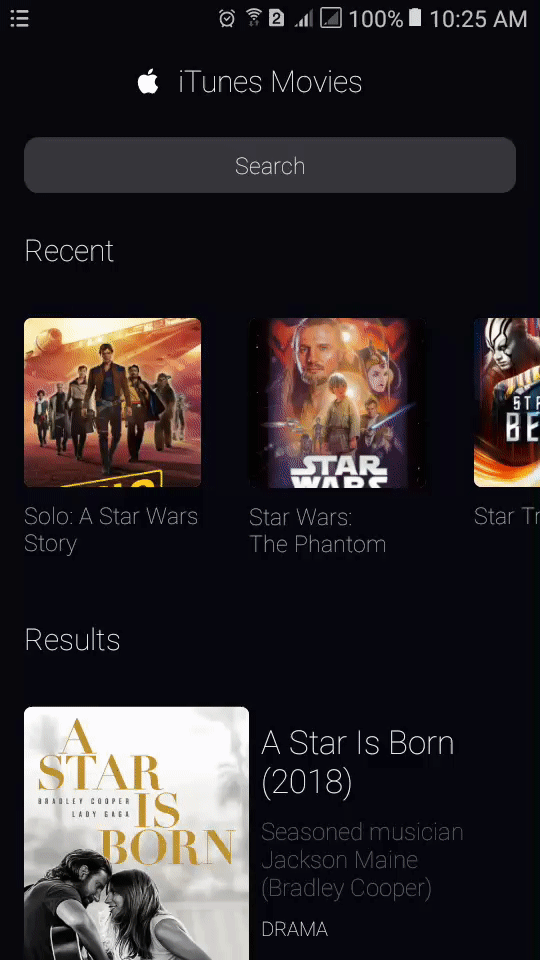 2 100% 10:25 AM
iTunes Movies
Search
Recent
STAR
WARS
ST
BE
Solo: A Star Wars
Story
Star Wars:
The Phantom
Star Tr
Results
A
STAR
IS
BORN
BRADLEY COOPER
LADY GAGA
A Star Is Born
(2018)
Seasoned musician
Jackson Maine
(Bradley Cooper)
DRAMA